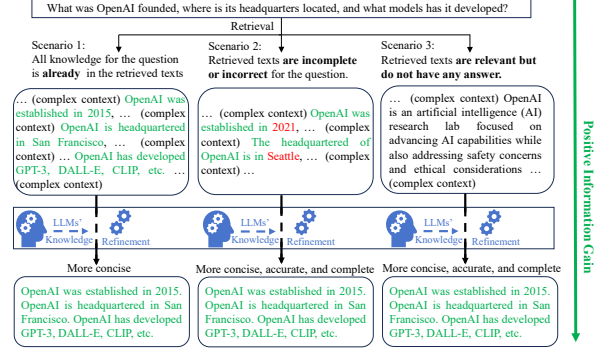 What was OpenAI founded, where is its headquarters located, and what models has it developed?
Retrieval
Scenario 1:
All knowledge for the question
is already in the retrieved texts
Scenario 2:
Retrieved texts are incomplete
or incorrect for the question.
Scenario 3:
Retrieved texts are relevant but
do not have any answer.
… (complex context) OpenAI was
established in 2015, … (complex
context) OpenAI is headquartered
in San Francisco, … (complex
context) … OpenAI has developed
GPT-3, DALL-E, CLIP, etc. …
(complex context)
… (complex context) OpenAI was
established in 2021, … (complex
context) The headquartered of
OpenAI is in Seattle, … (complex
context) …
… (complex context) OpenAI
is an artificial intelligence (AI)
research lab focused on
advancing AI capabilities while
also addressing safety concerns
and ethical considerations …
(complex context)
LLMs'
Knowledge
Refinement
LLMs'
Knowledge
Refinement
LLMs'
Knowledge
Refinement
More concise
More concise, accurate, and complete
More concise, accurate, and complete
OpenAI was established in 2015.
OpenAI is headquartered in San
Francisco. OpenAI has developed
GPT-3, DALL-E, CLIP, etc.
OpenAI was established in 2015.
OpenAI is headquartered in San
Francisco. OpenAI has developed
GPT-3, DALL-E, CLIP, etc.
OpenAI was established in 2015.
OpenAI is headquartered in San
Francisco. OpenAI has developed
GPT-3, DALL-E, CLIP, etc.
Positive Information Gain